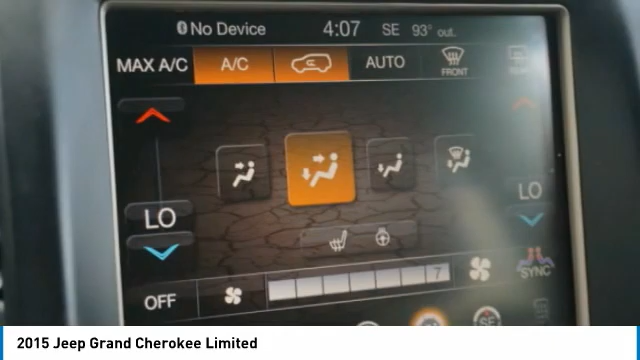 No Device 4:07 SE 93° out.
MAX A/C A/C AUTO FRONT
LO LO
OFF 7 SYNC
2015 Jeep Grand Cherokee Limited